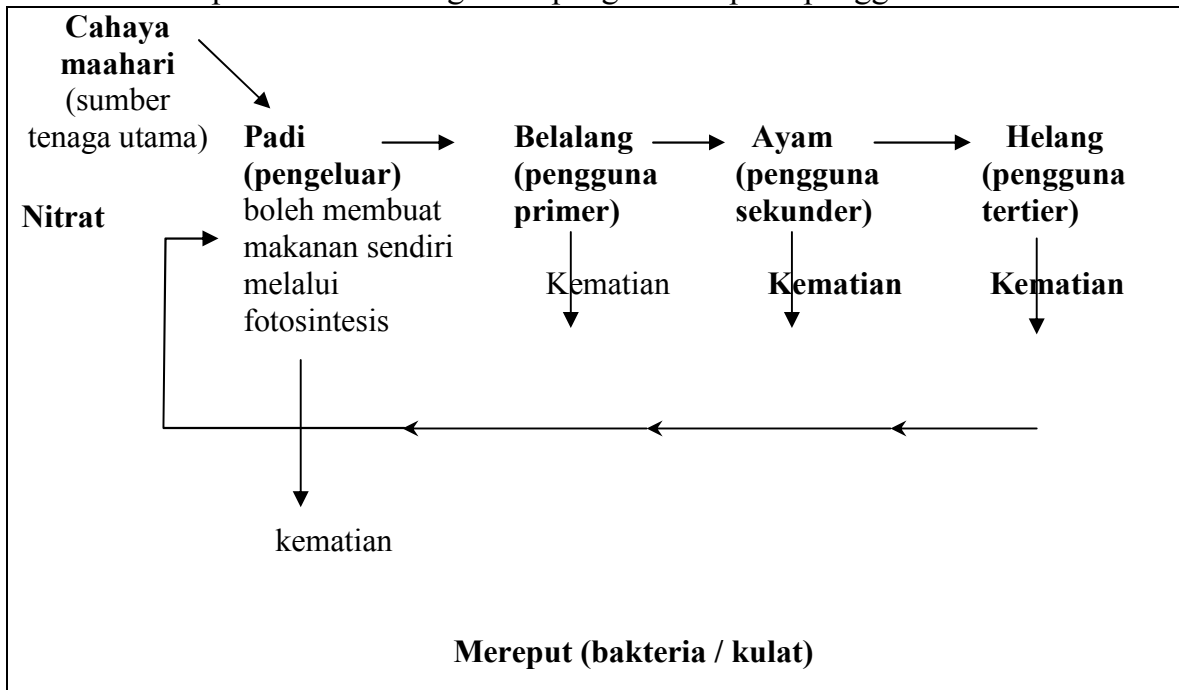 Cahaya
maahari
(sumber
tenaga utama)
Padi
(pengeluar)
boleh membuat
makanan sendiri
melalui
fotosintesis
Belalang
(pengguna
primer)
Ayam
(pengguna
sekunder)
Helang
(pengguna
tertier)
Nitrat
Kematian
Kematian
Kematian
kematian
Mereput (bakteria / kulat)